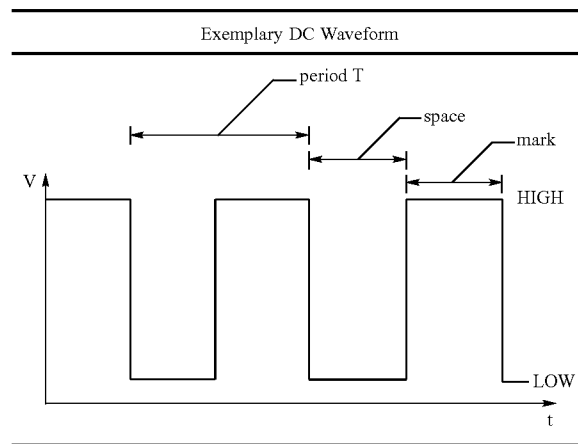 Exemplary DC Waveform
period T
space
mark
V
HIGH
LOW
t